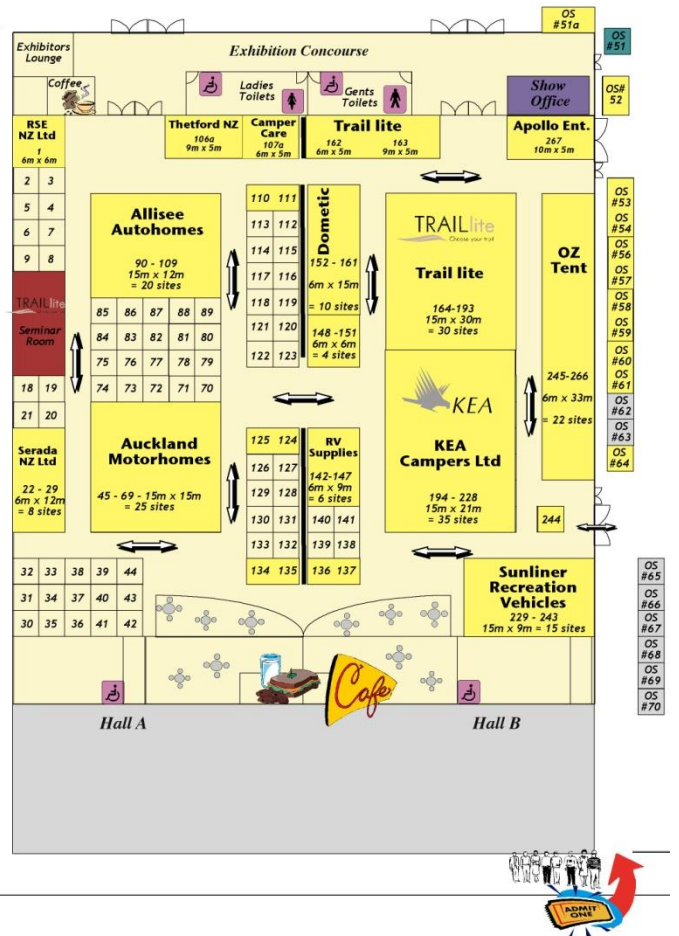 OS
#51a
OS
#51
Exhibitors
Lounge
Exhibition Concourse
Coffee
Ladies
Toilets
Gents
Toilets
Show
Office
OS#
52
RSE
NZ Ltd
1
6m x 6m
Thetford NZ
106a
9m x 5m
Camper
Care
107a
6m x 5m
Trail lite
162
6m x 5m
163
9m x 5m
Apollo Ent.
267
10m x 5m
2 3
5 4
6 7
9 8
TRAILlite
Seminar
Room
18 19
21 20
Serada
NZ Ltd
22 - 29
6m x 12m
= 8 sites
Allisee
Autohomes
90 - 109
15m x 12m
= 20 sites
85 86 87 88 89
84 83 82 81 80
75 76 77 78 79
74 73 72 71 70
Auckland
Motorhomes
45 - 69 - 15m x 15m
= 25 sites
110 111
113 112
114 115
117 116
118 119
121 120
122 123
Dometic
152 - 161
6m x 15m
= 10 sites
148 -151
6m x 6m
= 4 sites
125 124
126 127
129 128
130 131
133 132
134 135
RV
Supplies
142-147
6m x 9m
= 6 sites
140 141
139 138
136 137
TRAILlite
Choose your trail
Trail lite
164-193
15m x 30m
= 30 sites
KEA
KEA
Campers Ltd
194 - 228
15m x 21m
= 35 sites
OZ
Tent
245-266
6m x 33m
= 22 sites
244
OS
#53
OS
#54
OS
#56
OS
#57
OS
#58
OS
#59
OS
#60
OS
#61
OS
#62
OS
#63
OS
#64
OS
#65
OS
#66
OS
#67
OS
#68
OS
#69
OS
#70
32 33 38 39 44
31 34 37 40 43
30 35 36 41 42
Sunliner
Recreation
Vehicles
229 - 243
15m x 9m = 15 sites
Cafe
Hall A
Hall B
ADMIT
ONE